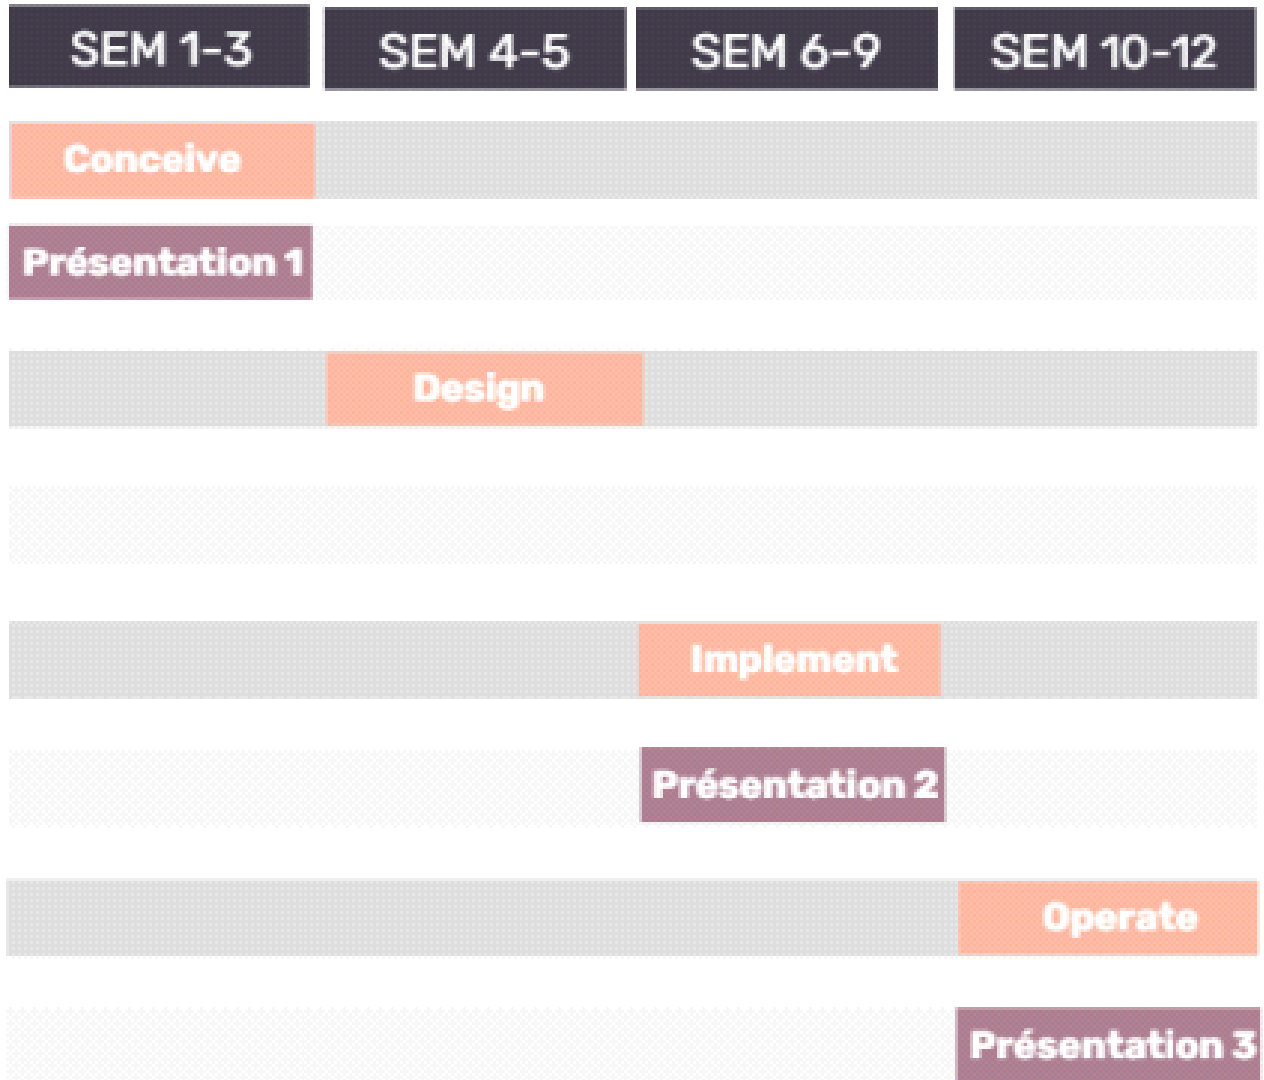 SEM 1-3
SEM 4-5
SEM 6-9
SEM 10-12
Conceive
Présentation 1
Design
Implement
Présentation 2
Operate
Présentation 3